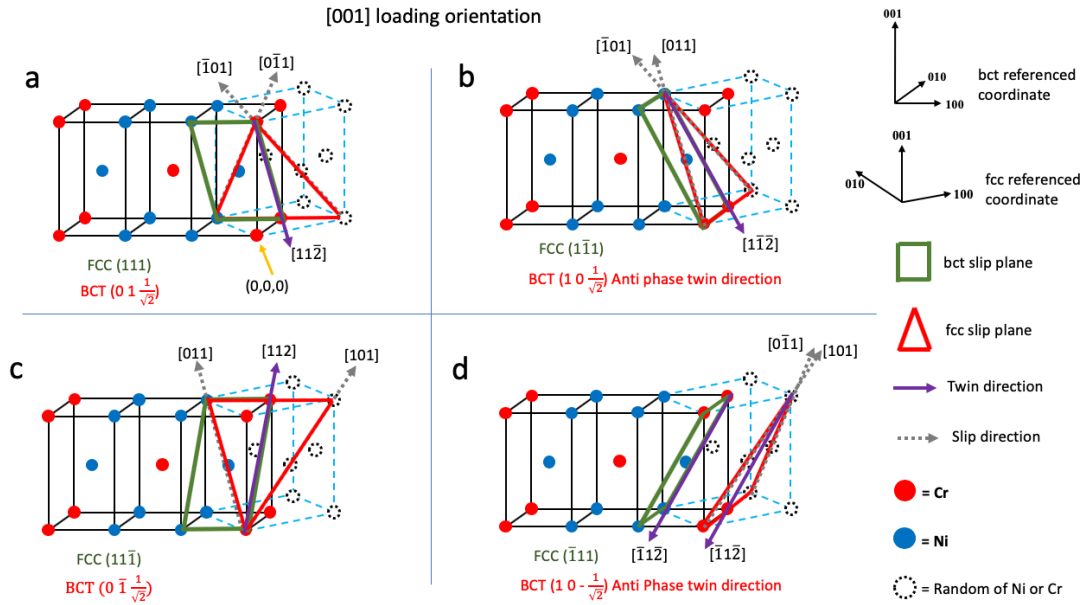 [001] loading orientation
a
[1̅01]
[01̅1]
[112̅]
FCC (111)
BCT (0 1 1/√2)
(0,0,0)
b
[1̅01]
[011]
[11̅2̅]
FCC (11̅1)
BCT (1 0 1/√2) Anti phase twin direction
c
[011]
[112]
[101]
FCC (111̅)
BCT (0 1̅ 1/√2)
d
[01̅1]
[101]
[1̅12̅]
[1̅12̅]
FCC (1̅11)
BCT (1 0 -1/√2) Anti Phase twin direction
001
010
100
bct referenced
coordinate
001
010
100
fcc referenced
coordinate
bct slip plane
fcc slip plane
Twin direction
Slip direction
= Cr
= Ni
= Random of Ni or Cr